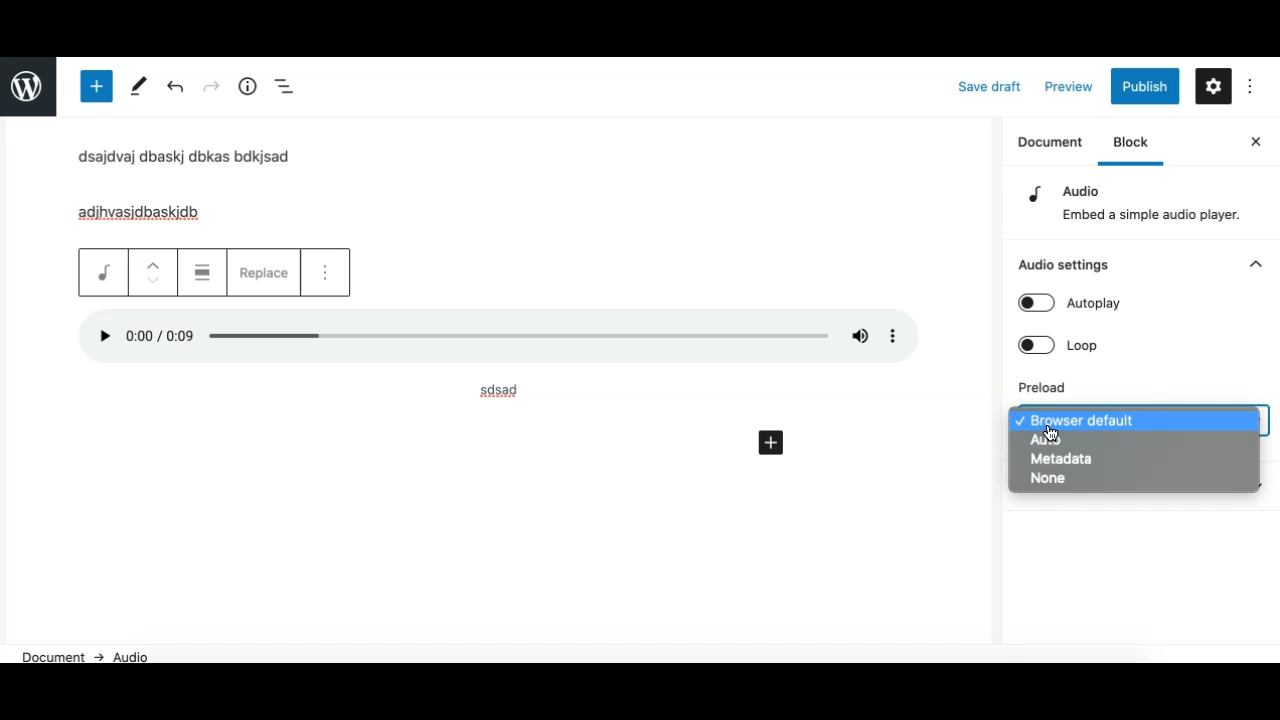 Save draft Preview Publish
dsajdvaj dbaskj dbkas bdkjsad
adjhvasjdbaskjdb
Replace
0:00 / 0:09
sdsad
Document Block
Audio
Embed a simple audio player.
Audio settings
Autoplay
Loop
Preload
✓ Browser default
Auto
Metadata
None
Document → Audio